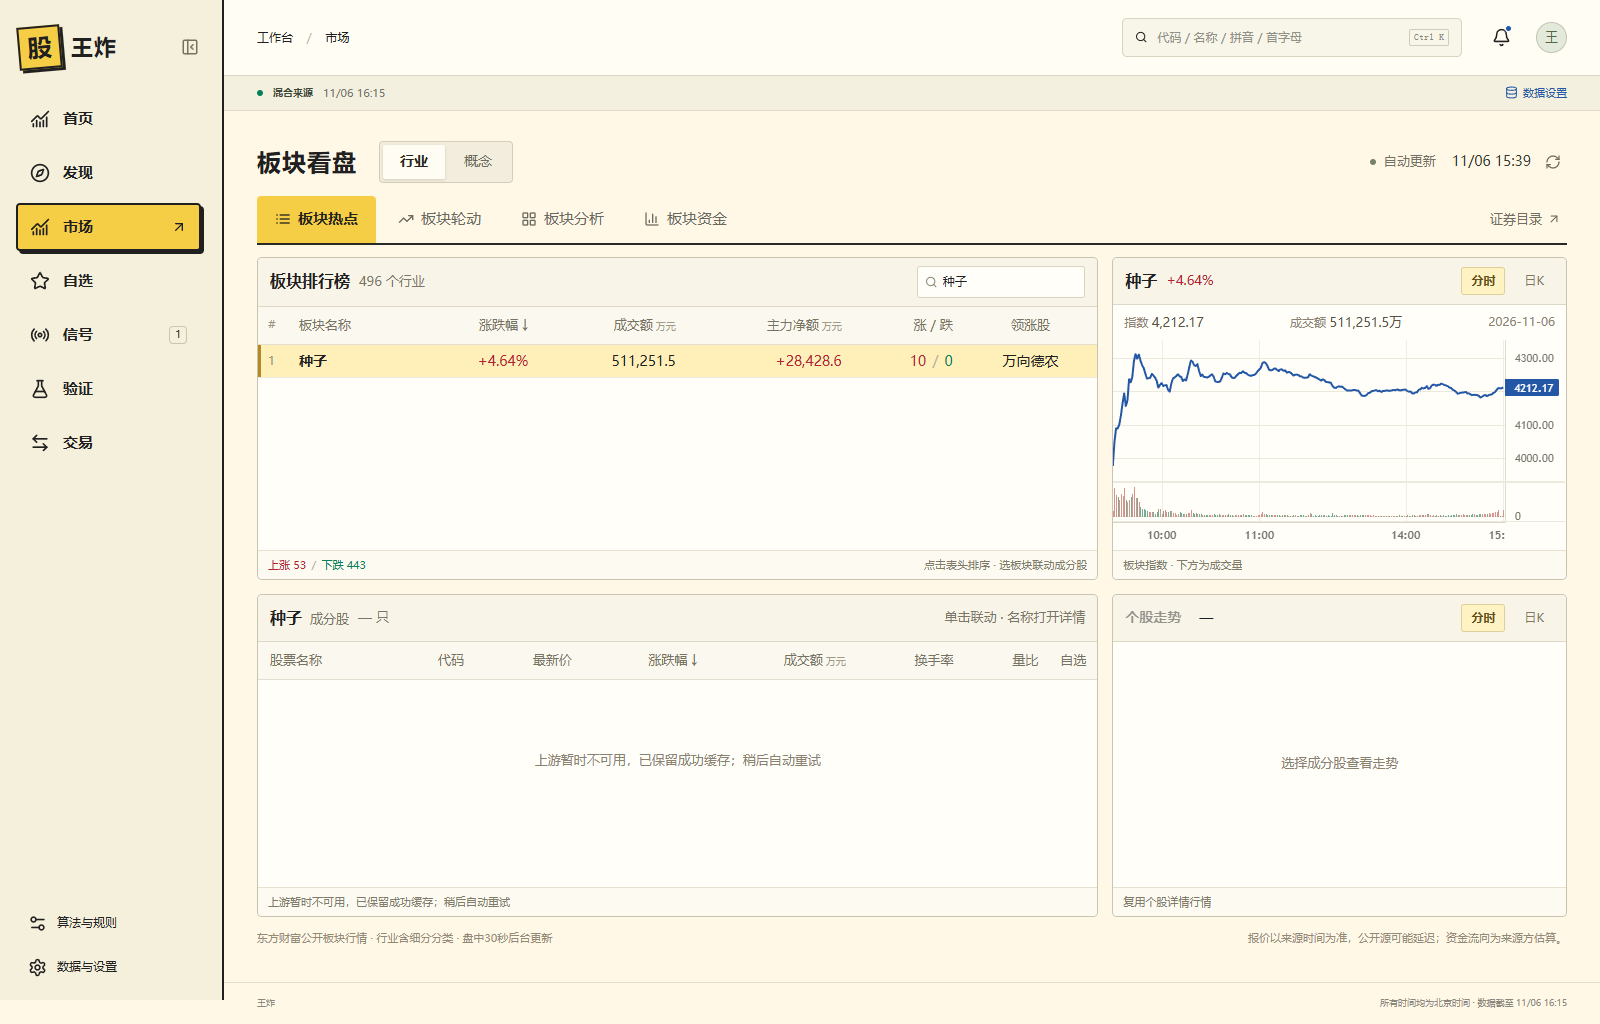 股 王炸
首页
发现
市场
自选
信号 1
验证
交易
算法与规则
数据与设置
工作台 / 市场
代码 / 名称 / 拼音 / 首字母 Ctrl K
王
混合来源 11/06 16:15
数据设置
板块看盘 行业 概念
自动更新 11/06 15:39
板块热点 板块轮动 板块分析 板块资金
证券目录
板块排行榜 496 个行业
种子
# 板块名称 涨跌幅↓ 成交额 万元 主力净额 万元 涨 / 跌 领涨股
1 种子 +4.64% 511,251.5 +28,428.6 10 / 0 万向德农
上涨 53 / 下跌 443
点击表头排序 · 选板块联动成分股
种子 +4.64% 分时 日K
指数 4,212.17 成交额 511,251.5万 2026-11-06
4300.00
4212.17
4100.00
4000.00
0
10:00 11:00 14:00 15:
板块指数 · 下方为成交量
种子 成分股 — 只
单击联动 · 名称打开详情
股票名称 代码 最新价 涨跌幅↓ 成交额 万元 换手率 量比 自选
上游暂时不可用，已保留成功缓存；稍后自动重试
上游暂时不可用，已保留成功缓存；稍后自动重试
个股走势 — 分时 日K
选择成分股查看走势
复用个股详情行情
东方财富公开板块行情 · 行业含细分分类 · 盘中30秒后台更新
报价以来源时间为准，公开源可能延迟；资金流向为来源方估算。
王炸
所有时间均为北京时间 · 数据截至 11/06 16:15